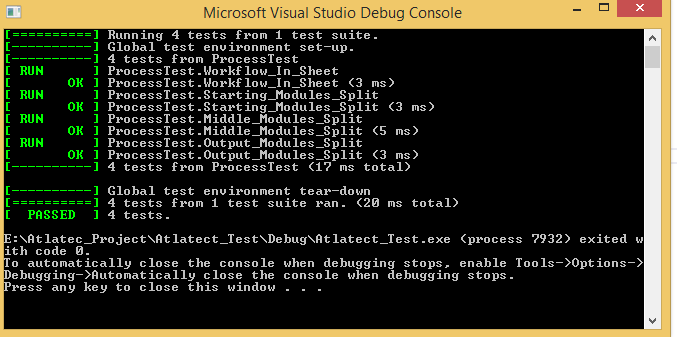 Microsoft Visual Studio Debug Console
[==========] Running 4 tests from 1 test suite.
[----------] Global test environment set-up.
[----------] 4 tests from ProcessTest
[ RUN      ] ProcessTest.Workflow_In_Sheet
[       OK ] ProcessTest.Workflow_In_Sheet (3 ms)
[ RUN      ] ProcessTest.Starting_Modules_Split
[       OK ] ProcessTest.Starting_Modules_Split (3 ms)
[ RUN      ] ProcessTest.Middle_Modules_Split
[       OK ] ProcessTest.Middle_Modules_Split (5 ms)
[ RUN      ] ProcessTest.Output_Modules_Split
[       OK ] ProcessTest.Output_Modules_Split (3 ms)
[----------] 4 tests from ProcessTest (17 ms total)
[----------] Global test environment tear-down
[==========] 4 tests from 1 test suite ran. (20 ms total)
[  PASSED  ] 4 tests.
E:\Atlatec_Project\Atlatect_Test\Debug\Atlatect_Test.exe (process 7932) exited w
ith code 0.
To automatically close the console when debugging stops, enable Tools->Options->
Debugging->Automatically close the console when debugging stops.
Press any key to close this window . . .